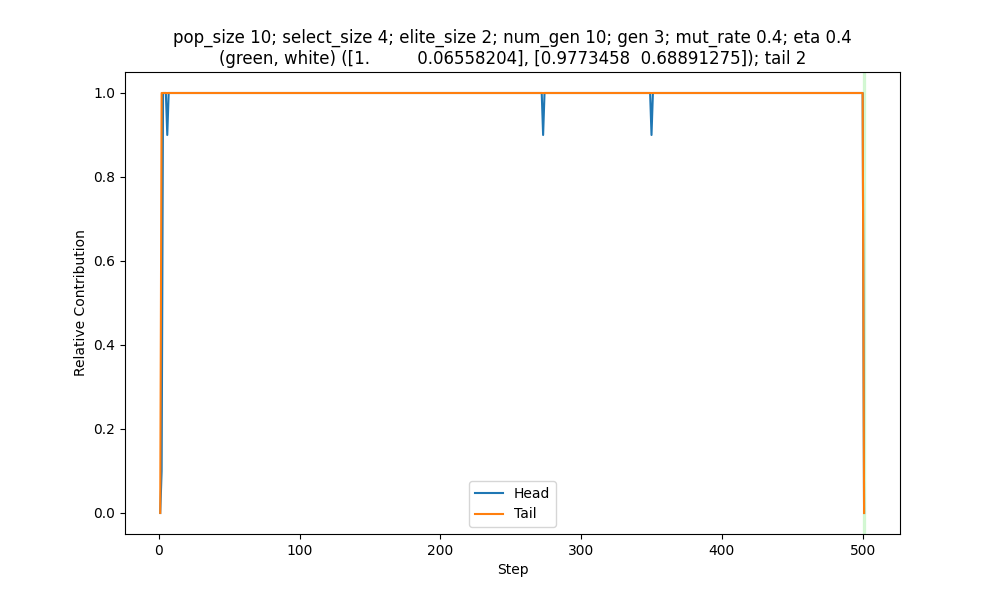 pop_size 10; select_size 4; elite_size 2; num_gen 10; gen 3; mut_rate 0.4; eta 0.4
(green, white) ([1.         0.06558204], [0.9773458  0.68891275]); tail 2
1.0
0.8
0.6
0.4
0.2
0.0
Relative Contribution
Head
Tail
0
100
200
300
400
500
Step